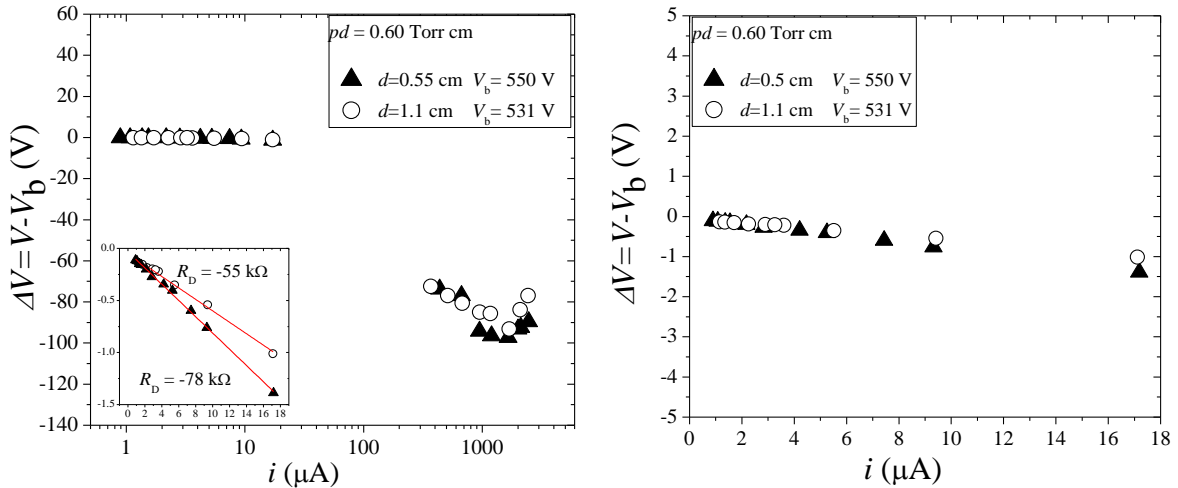 60
40
20
0
-20
-40
-60
-80
-100
-120
-140
ΔV=V-Vb (V)
pd = 0.60 Torr cm
d=0.55 cm Vb= 550 V
d=1.1 cm Vb= 531 V
0.0
-0.5
-1.0
-1.5
RD = -55 kΩ
RD = -78 kΩ
0 2 4 6 8 10 12 14 16 18
1 10 100 1000
i (μA)
5
4
3
2
1
0
-1
-2
-3
-4
-5
ΔV=V-Vb (V)
pd = 0.60 Torr cm
d=0.5 cm Vb= 550 V
d=1.1 cm Vb= 531 V
0 2 4 6 8 10 12 14 16 18
i (μA)